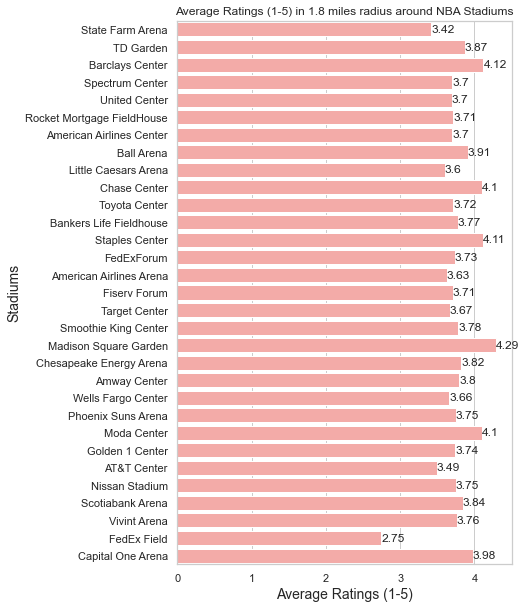 Average Ratings (1-5) in 1.8 miles radius around NBA Stadiums
State Farm Arena 3.42
TD Garden 3.87
Barclays Center 4.12
Spectrum Center 3.7
United Center 3.7
Rocket Mortgage FieldHouse 3.71
American Airlines Center 3.7
Ball Arena 3.91
Little Caesars Arena 3.6
Chase Center 4.1
Toyota Center 3.72
Bankers Life Fieldhouse 3.77
Staples Center 4.11
FedExForum 3.73
American Airlines Arena 3.63
Fiserv Forum 3.71
Target Center 3.67
Smoothie King Center 3.78
Madison Square Garden 4.29
Chesapeake Energy Arena 3.82
Amway Center 3.8
Wells Fargo Center 3.66
Phoenix Suns Arena 3.75
Moda Center 4.1
Golden 1 Center 3.74
AT&T Center 3.49
Nissan Stadium 3.75
Scotiabank Arena 3.84
Vivint Arena 3.76
FedEx Field 2.75
Capital One Arena 3.98
Stadiums
0 1 2 3 4
Average Ratings (1-5)